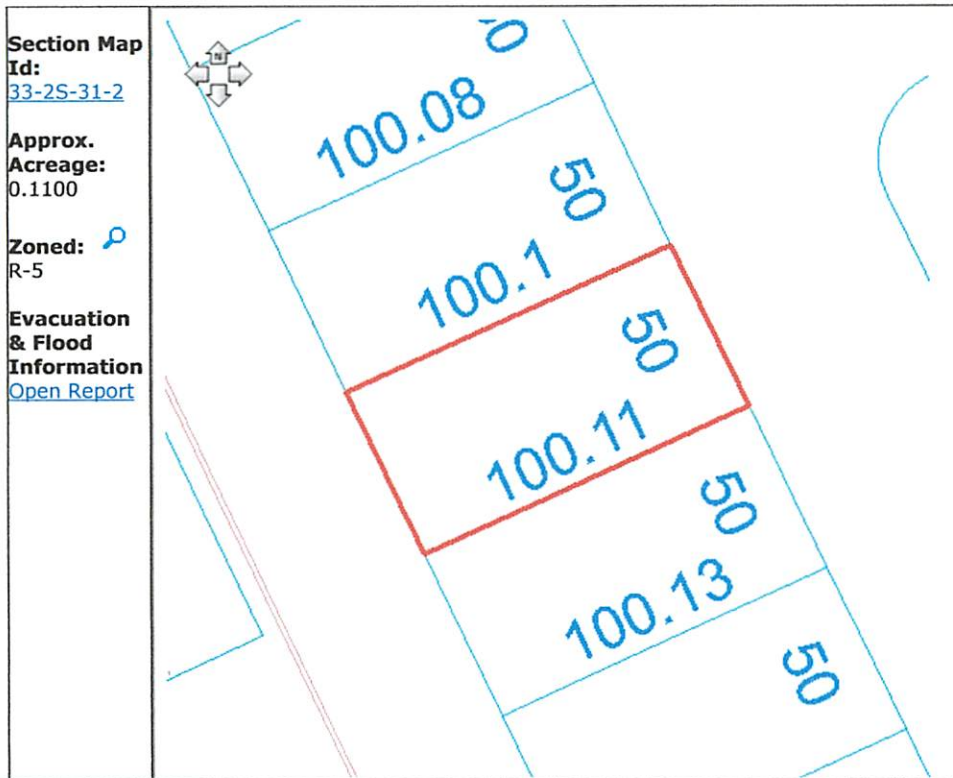 Section Map
Id:
33-2S-31-2
Approx.
Acreage:
0.1100
Zoned:
R-5
Evacuation
& Flood
Information
Open Report
N
50
100.08
50
100.1
50
100.11
50
100.13
50